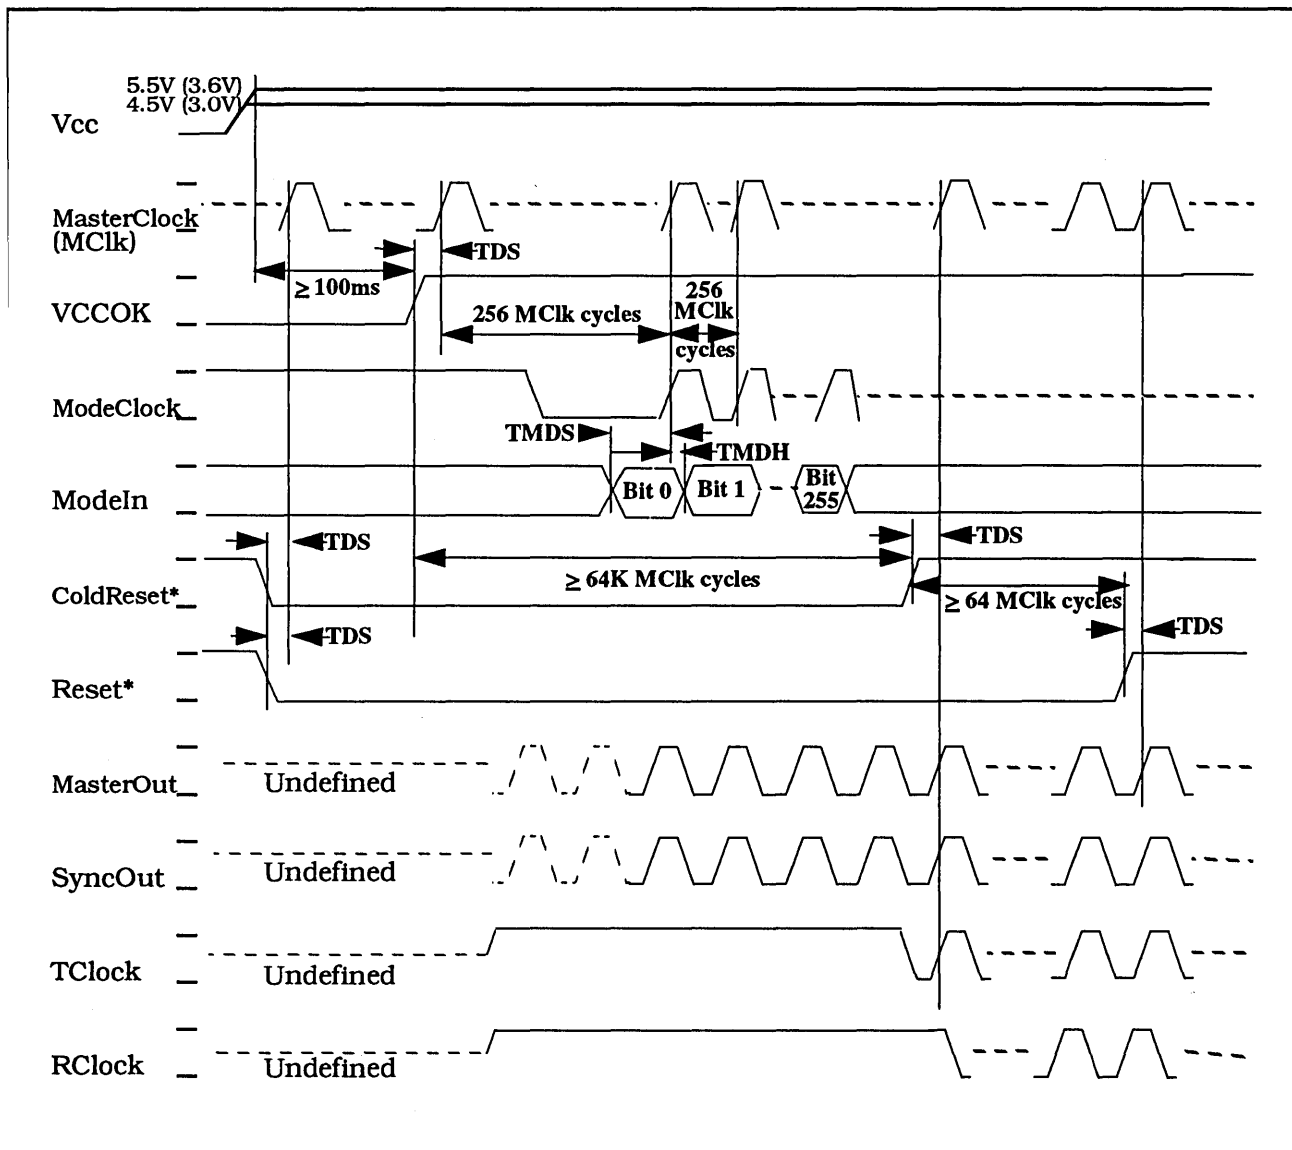 5.5V (3.6V)
4.5V (3.0V)
Vcc
MasterClock
(MClk)
TDS
≥ 100ms
256
VCCOK
256 MClk cycles
MClk
cycles
ModeClock
TMDS
TMDH
ModeIn
Bit 0
Bit 1
Bit
255
TDS
TDS
≥ 64K MClk cycles
ColdReset*
≥ 64 MClk cycles
TDS
TDS
Reset*
MasterOut
Undefined
SyncOut
Undefined
TClock
Undefined
RClock
Undefined